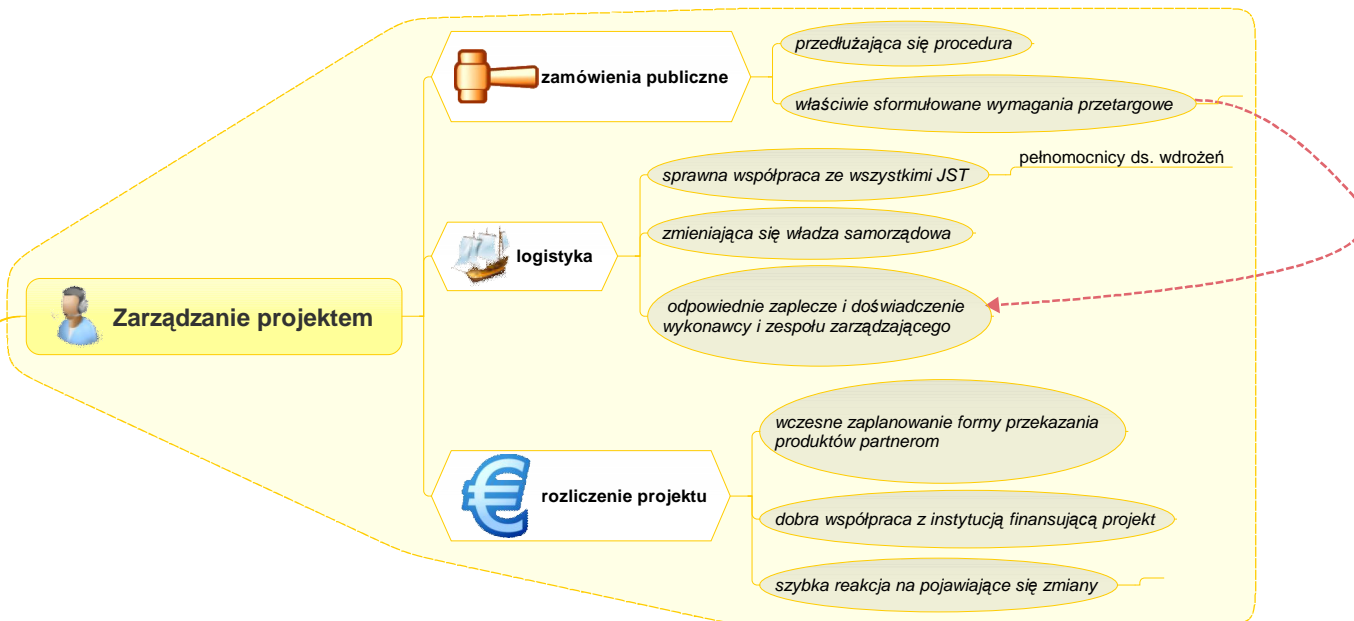 Zarządzanie projektem
zamówienia publiczne
przedłużająca się procedura
właściwie sformułowane wymagania przetargowe
logistyka
sprawna współpraca ze wszystkimi JST
pełnomocnicy ds. wdrożeń
zmieniająca się władza samorządowa
odpowiednie zaplecze i doświadczenie
wykonawcy i zespołu zarządzającego
rozliczenie projektu
wczesne zaplanowanie formy przekazania
produktów partnerom
dobra współpraca z instytucją finansującą projekt
szybka reakcja na pojawiające się zmiany